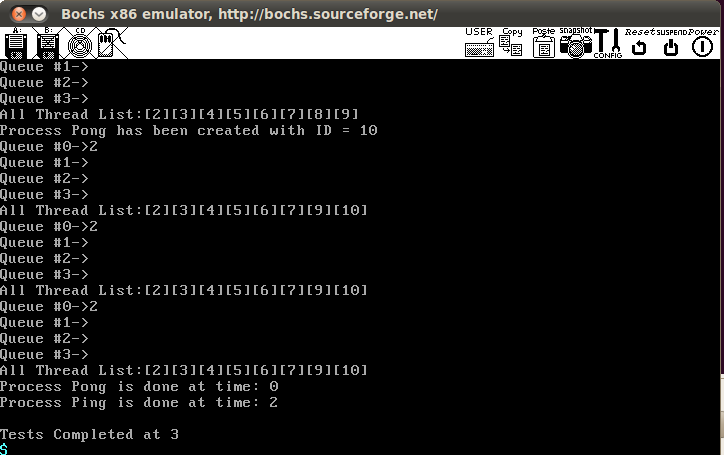 Bochs x86 emulator, http://bochs.sourceforge.net/
A: B: CD USER Copy Paste snapshot CONFIG Reset SUSPEND Power
Queue #1->
Queue #2->
Queue #3->
All Thread List:[2][3][4][5][6][7][8][9]
Process Pong has been created with ID = 10
Queue #0->2
Queue #1->
Queue #2->
Queue #3->
All Thread List:[2][3][4][5][6][7][9][10]
Queue #0->2
Queue #1->
Queue #2->
Queue #3->
All Thread List:[2][3][4][5][6][7][9][10]
Queue #0->2
Queue #1->
Queue #2->
Queue #3->
All Thread List:[2][3][4][5][6][7][9][10]
Process Pong is done at time: 0
Process Ping is done at time: 2
Tests Completed at 3
$